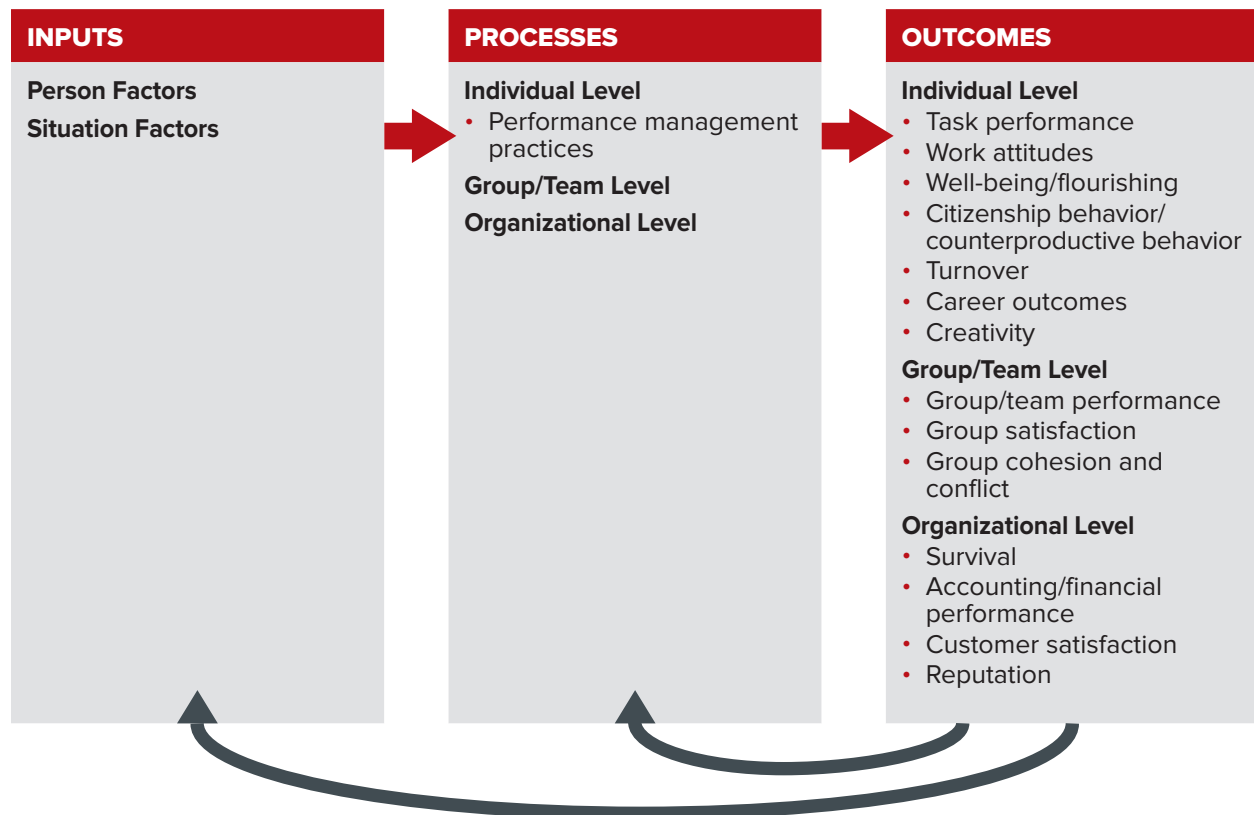 INPUTS
Person Factors
Situation Factors
PROCESSES
Individual Level
• Performance management
practices
Group/Team Level
Organizational Level
OUTCOMES
Individual Level
• Task performance
• Work attitudes
• Well-being/flourishing
• Citizenship behavior/
counterproductive behavior
• Turnover
• Career outcomes
• Creativity
Group/Team Level
• Group/team performance
• Group satisfaction
• Group cohesion and
conflict
Organizational Level
• Survival
• Accounting/financial
performance
• Customer satisfaction
• Reputation